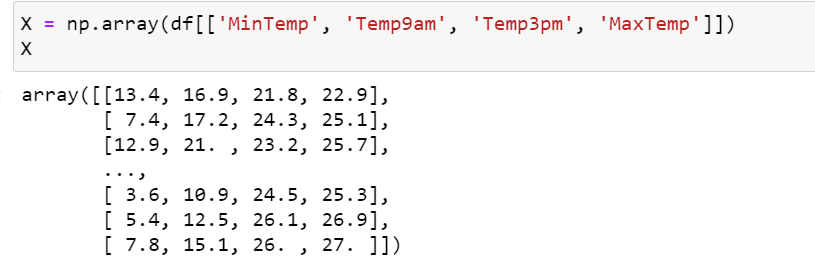 X = np.array(df[['MinTemp', 'Temp9am', 'Temp3pm', 'MaxTemp']])
X
array([[13.4, 16.9, 21.8, 22.9],
       [ 7.4, 17.2, 24.3, 25.1],
       [12.9, 21. , 23.2, 25.7],
       ...,
       [ 3.6, 10.9, 24.5, 25.3],
       [ 5.4, 12.5, 26.1, 26.9],
       [ 7.8, 15.1, 26. , 27. ]])